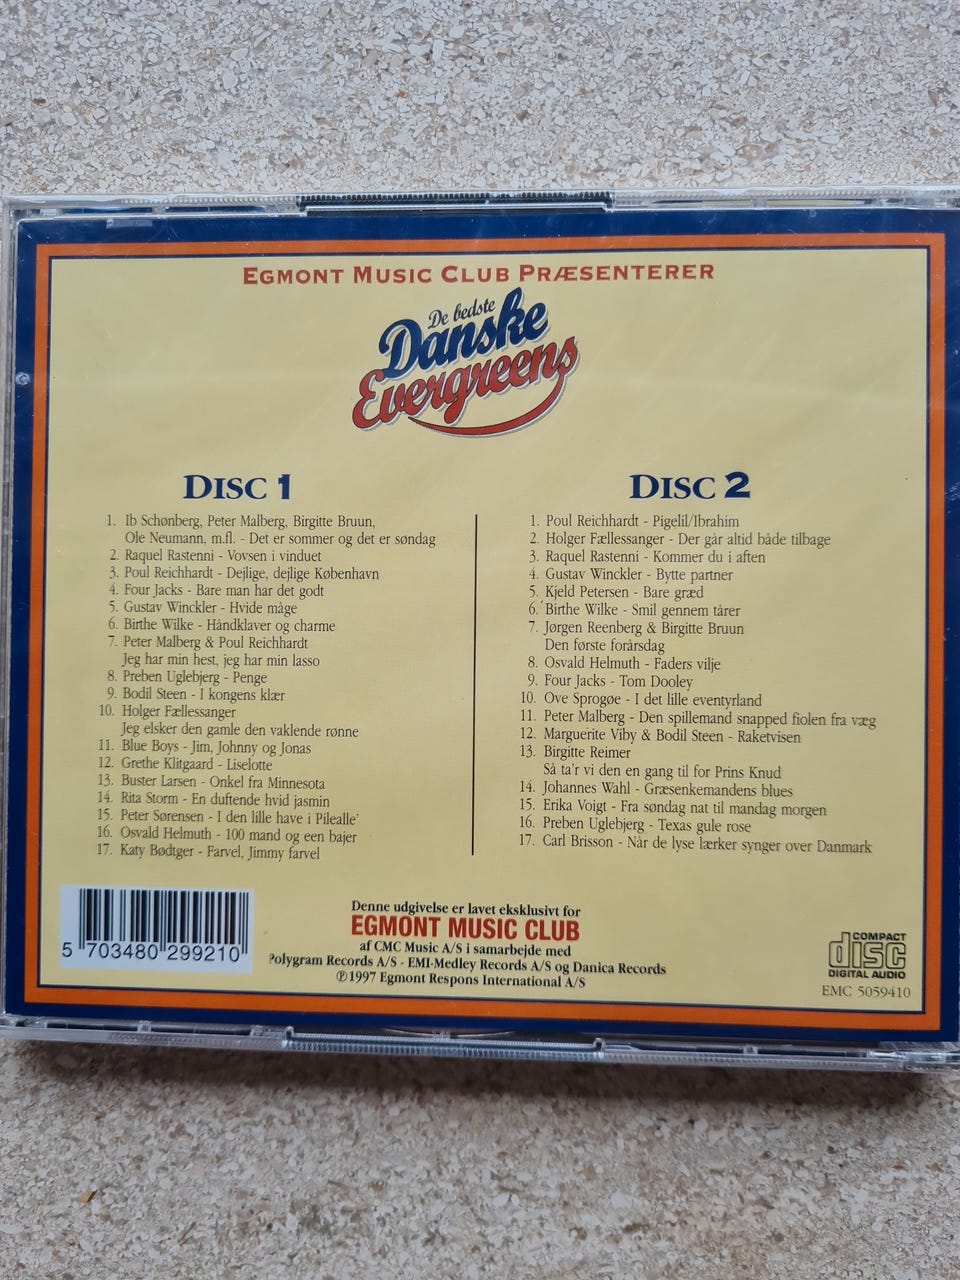 EGMONT MUSIC CLUB PRÆSENTERER
De bedste
Danske
Evergreens
DISC 1
1. Ib Schønberg, Peter Malberg, Birgitte Bruun,
Ole Neumann, m.fl. - Det er sommer og det er søndag
2. Raquel Rastenni - Vovsen i vinduet
3. Poul Reichhardt - Dejlige, dejlige København
4. Four Jacks - Bare man har det godt
5. Gustav Winckler - Hvide måge
6. Birthe Wilke - Håndklaver og charme
7. Peter Malberg & Poul Reichhardt
Jeg har min hest, jeg har min lasso
8. Preben Uglebjerg - Penge
9. Bodil Steen - I kongens klær
10. Holger Fællessanger
Jeg elsker den gamle den vaklende rønne
11. Blue Boys - Jim, Johnny og Jonas
12. Grethe Klitgaard - Liselotte
13. Buster Larsen - Onkel fra Minnesota
14. Rita Storm - En duftende hvid jasmin
15. Peter Sørensen - I den lille have i Pilealle'
16. Osvald Helmuth - 100 mand og een bajer
17. Katy Bødtger - Farvel, Jimmy farvel
DISC 2
1. Poul Reichhardt - Pigelil/Ibrahim
2. Holger Fællessanger - Der går altid både tilbage
3. Raquel Rastenni - Kommer du i aften
4. Gustav Winckler - Bytte partner
5. Kjeld Petersen - Bare græd
6. Birthe Wilke - Smil gennem tårer
7. Jørgen Reenberg & Birgitte Bruun
Den første forårsdag
8. Osvald Helmuth - Faders vilje
9. Four Jacks - Tom Dooley
10. Ove Sprogøe - I det lille eventyrland
11. Peter Malberg - Den spillemand snapped fiolen fra væg
12. Marguerite Viby & Bodil Steen - Raketvisen
13. Birgitte Reimer
Så ta'r vi den en gang til for Prins Knud
14. Johannes Wahl - Græsenkemandens blues
15. Erika Voigt - Fra søndag nat til mandag morgen
16. Preben Uglebjerg - Texas gule rose
17. Carl Brisson - Når de lyse lærker synger over Danmark
5 703480 299210
Denne udgivelse er lavet eksklusivt for
EGMONT MUSIC CLUB
af CMC Music A/S i samarbejde med
Polygram Records A/S - EMI-Medley Records A/S og Danica Records
℗1997 Egmont Respons International A/S
COMPACT
disc
DIGITAL AUDIO
EMC 5059410